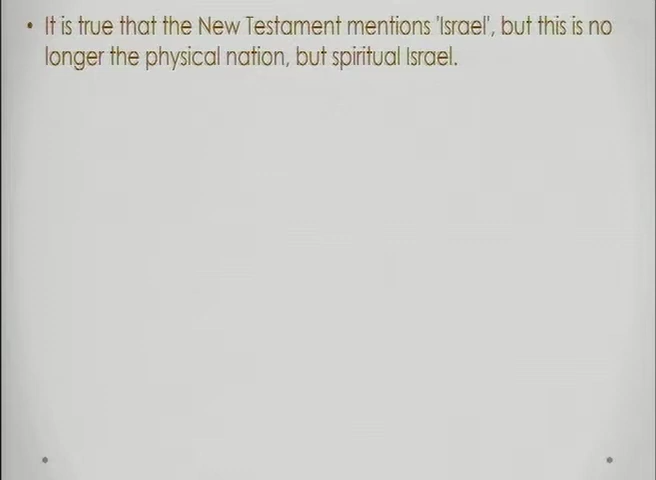 • It is true that the New Testament mentions 'Israel', but this is no
longer the physical nation, but spiritual Israel.